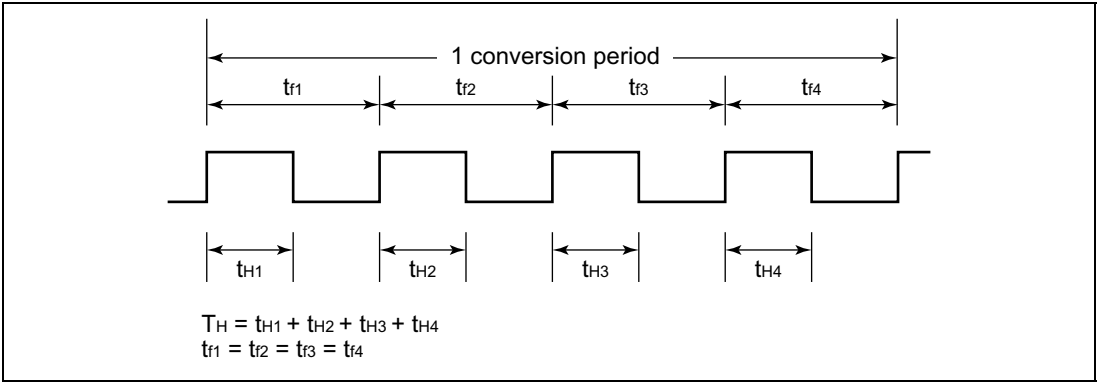 1 conversion period
tf1 tf2 tf3 tf4
tH1 tH2 tH3 tH4
TH = tH1 + tH2 + tH3 + tH4
tf1 = tf2 = tf3 = tf4